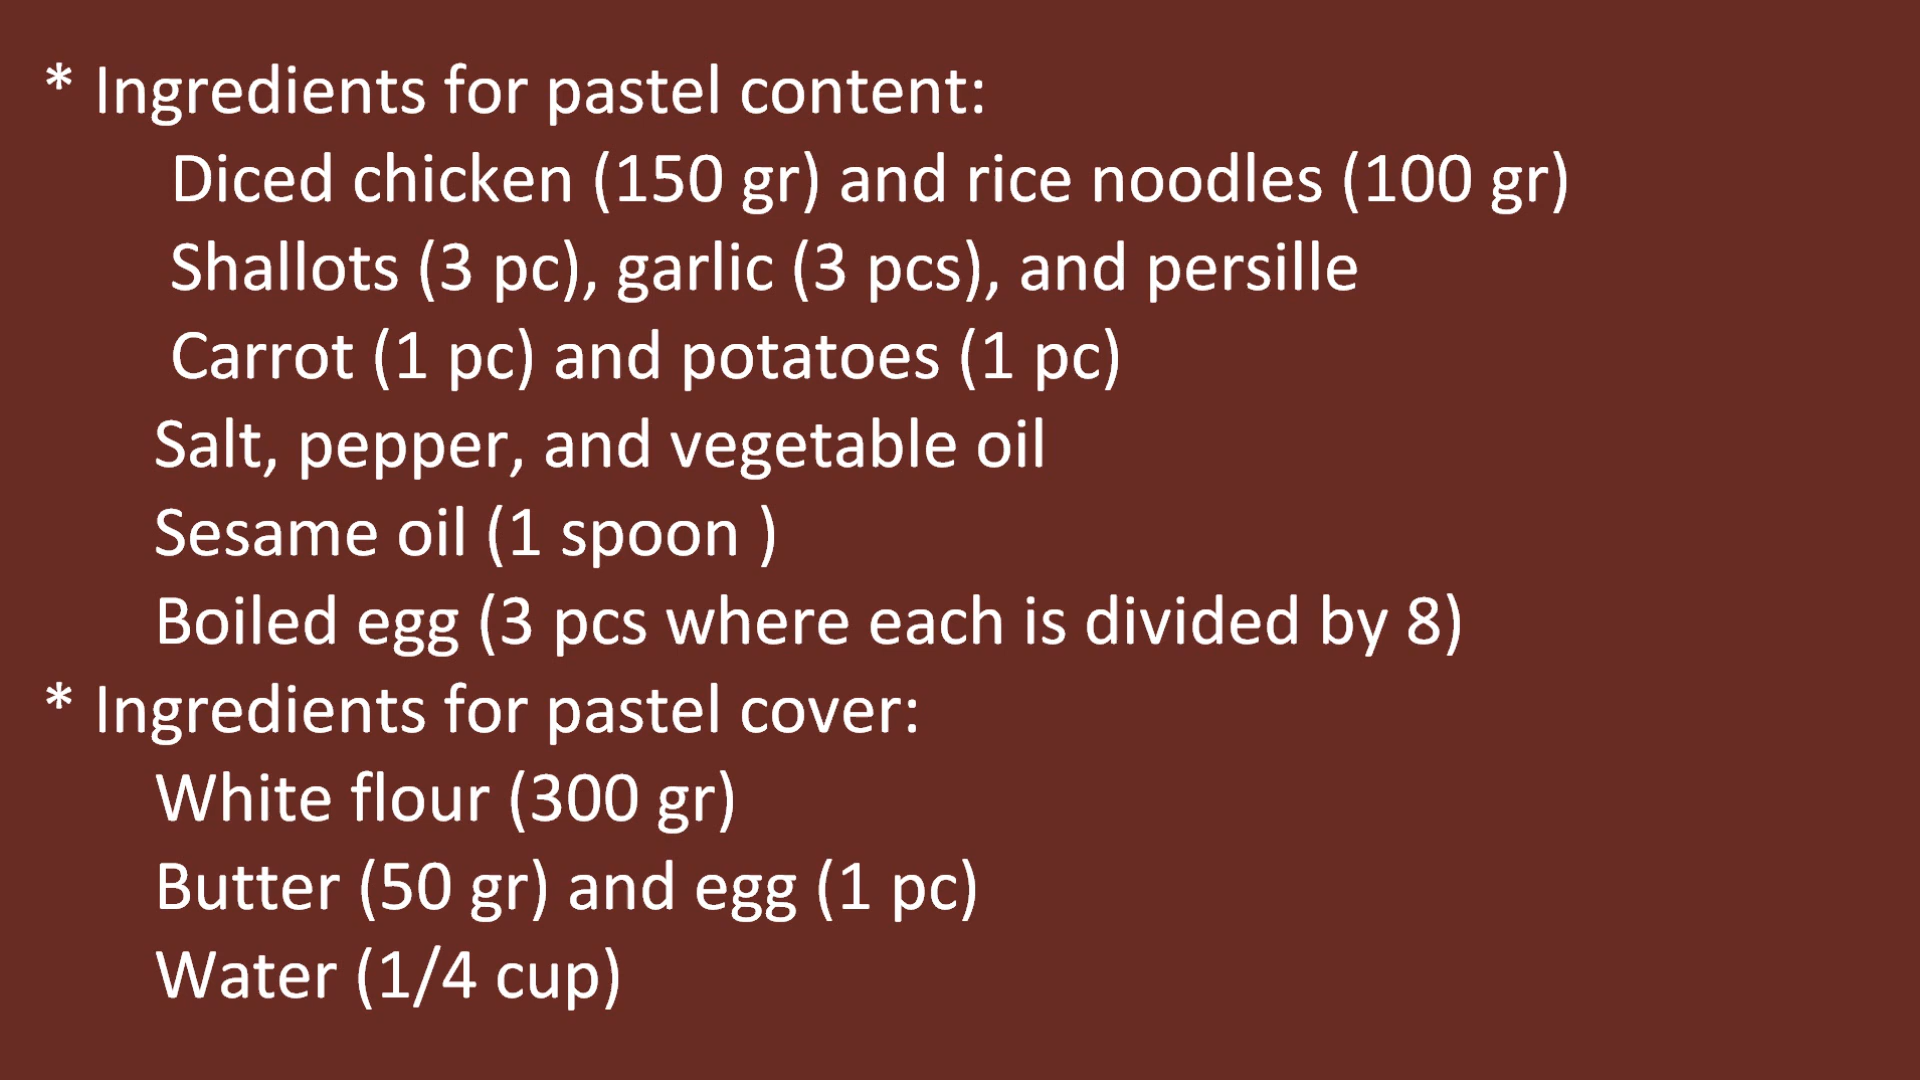 * Ingredients for pastel content:
Diced chicken (150 gr) and rice noodles (100 gr)
Shallots (3 pc), garlic (3 pcs), and persille
Carrot (1 pc) and potatoes (1 pc)
Salt, pepper, and vegetable oil
Sesame oil (1 spoon )
Boiled egg (3 pcs where each is divided by 8)
* Ingredients for pastel cover:
White flour (300 gr)
Butter (50 gr) and egg (1 pc)
Water (1/4 cup)